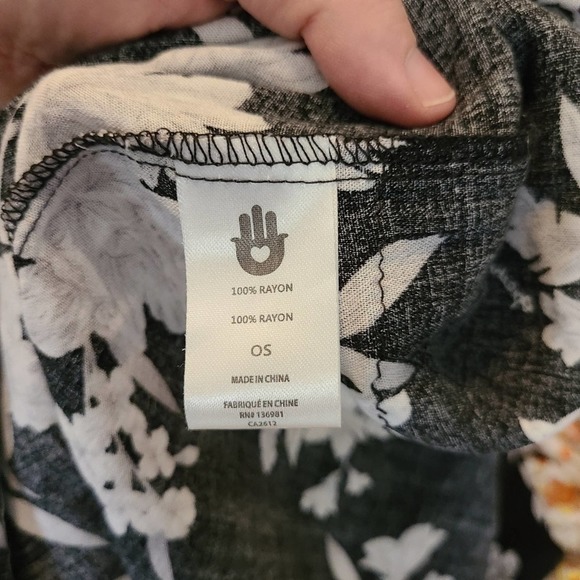 100% RAYON
100% RAYON
OS
MADE IN CHINA
FABRIQUÉ EN CHINE
RN# 136981
CA2612